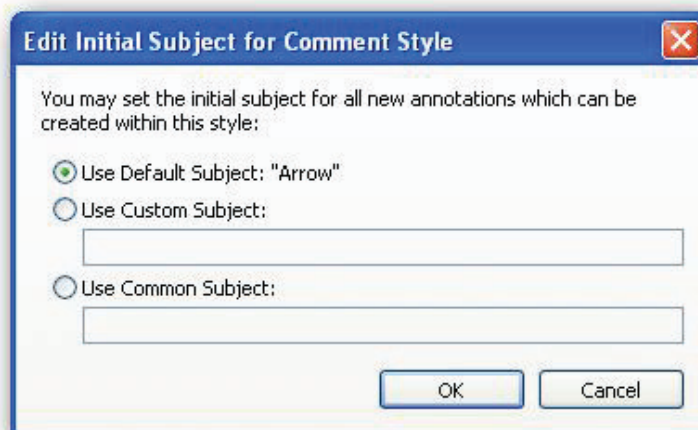 Edit Initial Subject for Comment Style
You may set the initial subject for all new annotations which can be
created within this style:
Use Default Subject: "Arrow"
Use Custom Subject:
Use Common Subject:
OK
Cancel